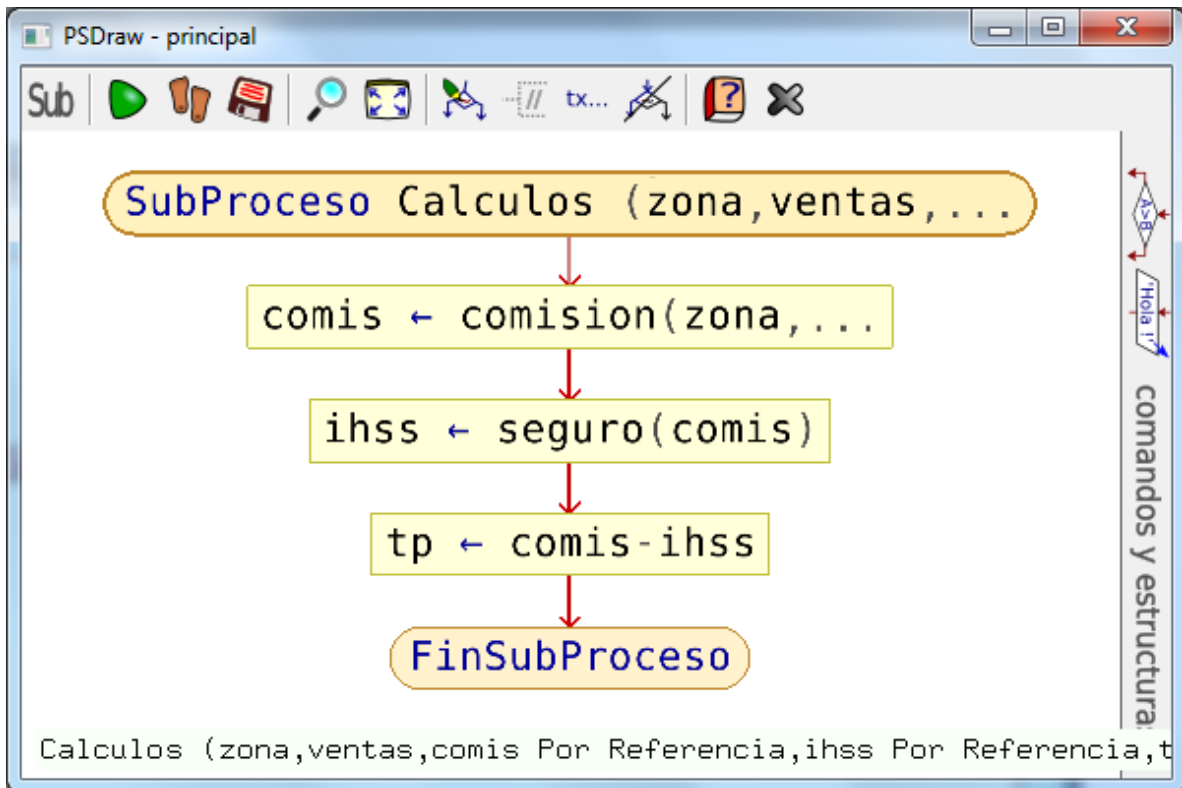 PSDraw - principal
Sub
tx...
SubProceso Calculos (zona,ventas,...
comis ← comision(zona,...
ihss ← seguro(comis)
tp ← comis-ihss
FinSubProceso
A>B
"Hola !"
comandos y estructura
Calculos (zona,ventas,comis Por Referencia,ihss Por Referencia,t